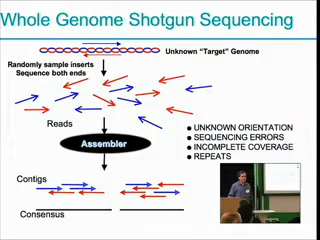 Whole Genome Shotgun Sequencing
Unknown "Target" Genome
Randomly sample inserts
Sequence both ends
Reads
Assembler
● UNKNOWN ORIENTATION
● SEQUENCING ERRORS
● INCOMPLETE COVERAGE
● REPEATS
Contigs
Consensus